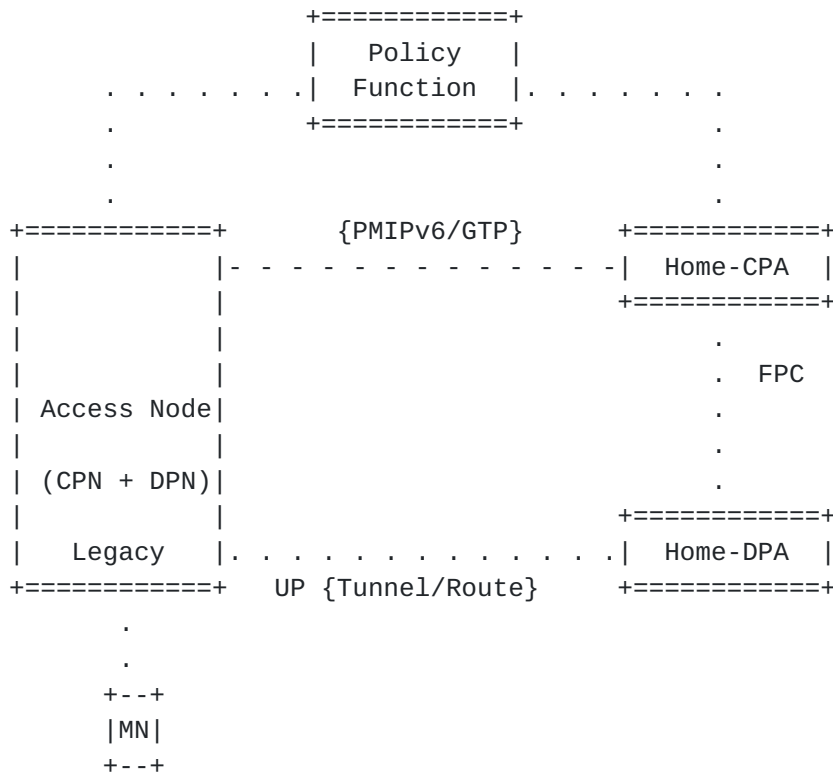 +============+
|   Policy   |
. . . . . . .|  Function  |. . . . . . .
.         +============+         .
.                              .
.                              .
+============+       {PMIPv6/GTP}      +============+
|            |- - - - - - - - - - - - -|  Home-CPA  |
|            |                         +============+
|            |                               .
|            |                               .  FPC
| Access Node|                               .
|            |                               .
| (CPN + DPN)|                               .
|            |                         +============+
|   Legacy   |. . . . . . . . . . . . .|  Home-DPA  |
+============+   UP {Tunnel/Route}     +============+
.
.
+--+
|MN|
+--+